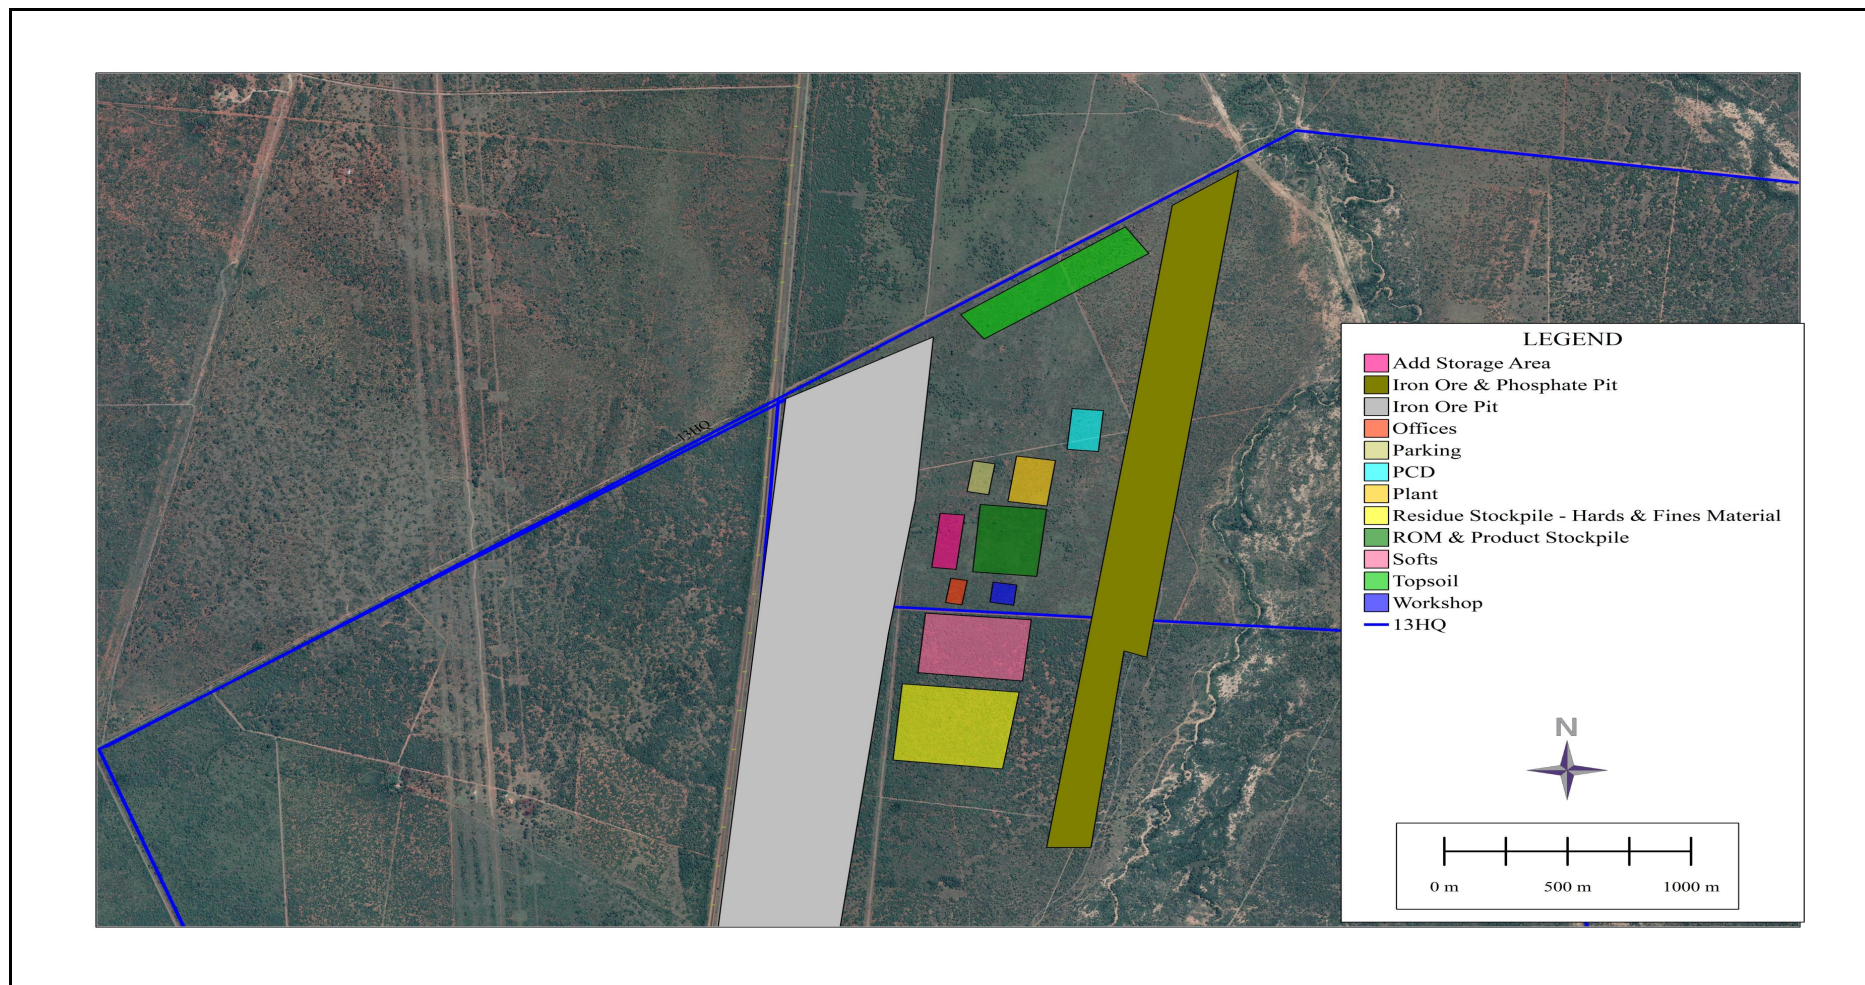 13HQ
LEGEND
Add Storage Area
Iron Ore & Phosphate Pit
Iron Ore Pit
Offices
Parking
PCD
Plant
Residue Stockpile - Hards & Fines Material
ROM & Product Stockpile
Softs
Topsoil
Workshop
13HQ
N
0 m 500 m 1000 m